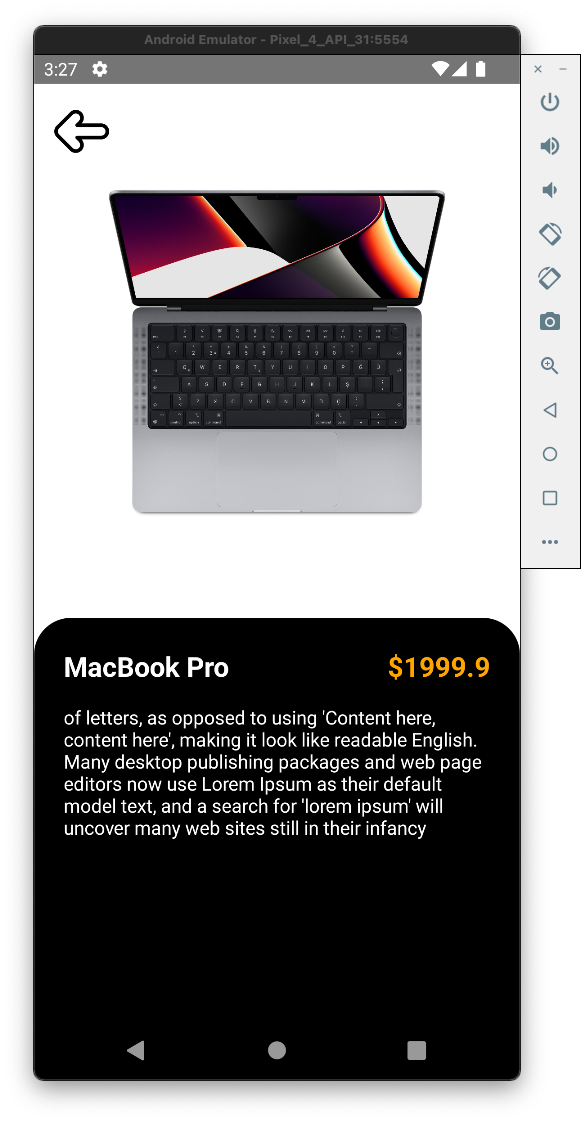 Android Emulator - Pixel_4_API_31:5554
3:27
MacBook Pro
$1999.9
of letters, as opposed to using 'Content here,
content here', making it look like readable English.
Many desktop publishing packages and web page
editors now use Lorem Ipsum as their default
model text, and a search for 'lorem ipsum' will
uncover many web sites still in their infancy